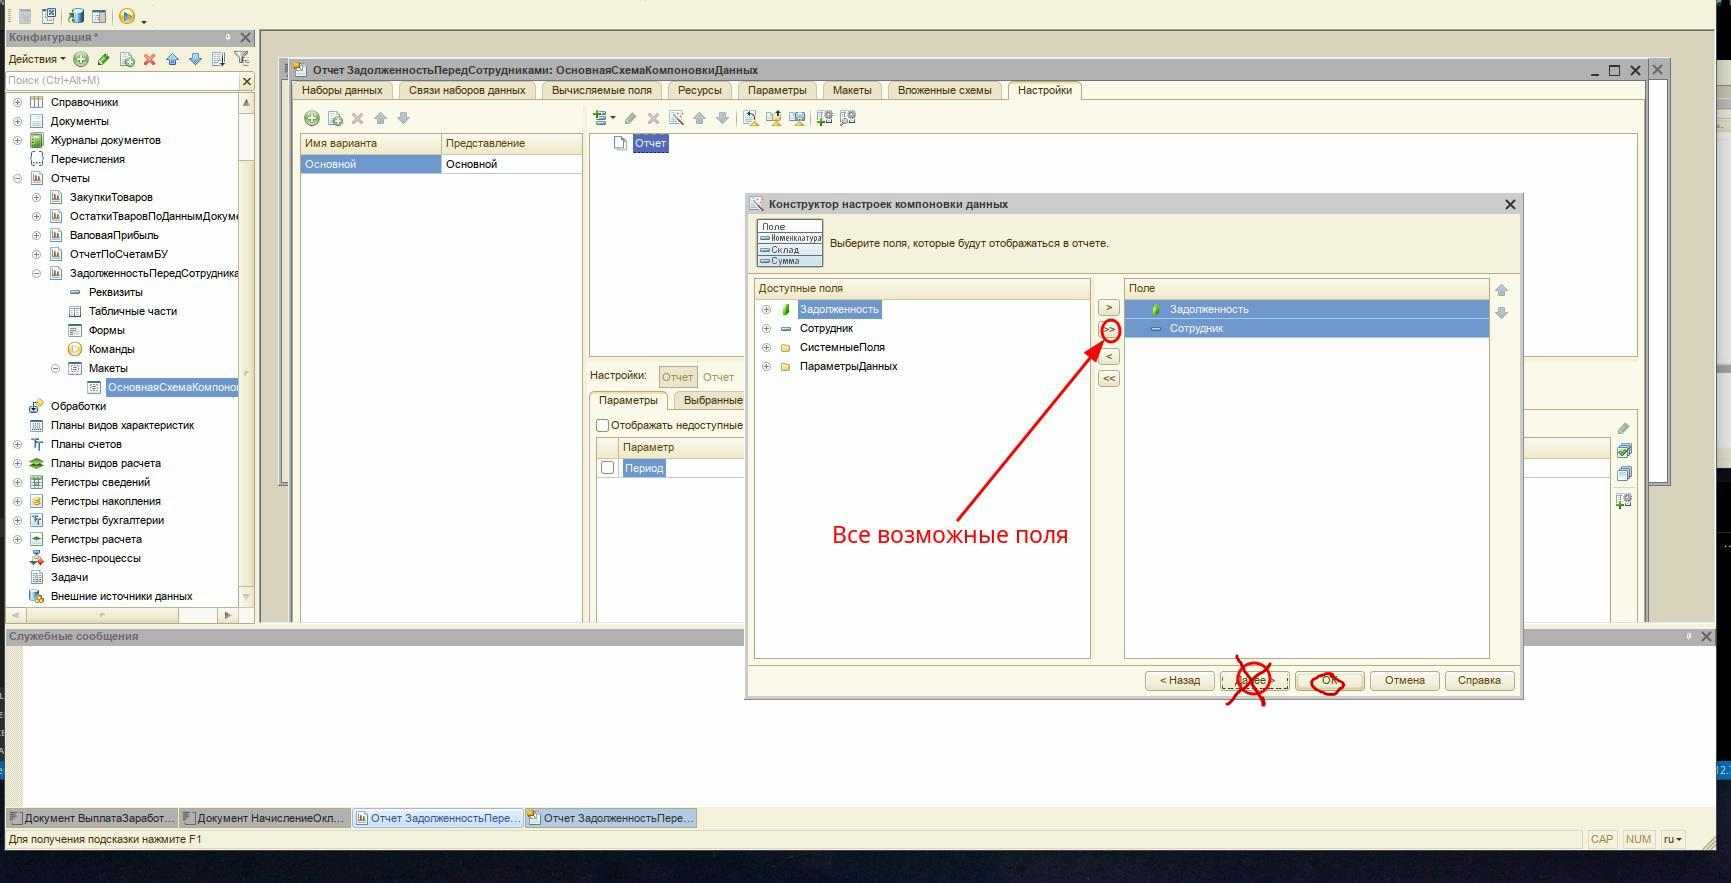 Конфигурация *
Действия
Поиск (Ctrl+Alt+M)
Справочники
Документы
Журналы документов
Перечисления
Отчеты
ЗакупкиТоваров
ОстаткиТваровПоДаннымДокуме
ВаловаяПрибыль
ОтчетПоСчетамБУ
ЗадолженностьПередСотрудника
Реквизиты
Табличные части
Формы
Команды
Макеты
ОсновнаяСхемаКомпонов
Обработки
Планы видов характеристик
Планы счетов
Планы видов расчета
Регистры сведений
Регистры накопления
Регистры бухгалтерии
Регистры расчета
Бизнес-процессы
Задачи
Внешние источники данных
Отчет ЗадолженностьПередСотрудниками: ОсновнаяСхемаКомпоновкиДанных
Наборы данных Связи наборов данных Вычисляемые поля Ресурсы Параметры Макеты Вложенные схемы Настройки
Имя варианта Представление
Основной Основной
Отчет
Настройки: Отчет Отчет
Параметры Выбранные
Отображать недоступные
Параметр
Период
Конструктор настроек компоновки данных
Поле
Номенклатура
Склад
Сумма
Выберите поля, которые будут отображаться в отчете.
Доступные поля
Задолженность
Сотрудник
СистемныеПоля
ПараметрыДанных
>
>>
<
<<
Поле
Задолженность
Сотрудник
Все возможные поля
< Назад Далее > ОК Отмена Справка
Служебные сообщения
Документ ВыплатаЗаработ... Документ НачислениеОкл... Отчет ЗадолженностьПере... Отчет ЗадолженностьПере...
Для получения подсказки нажмите F1 CAP NUM ru